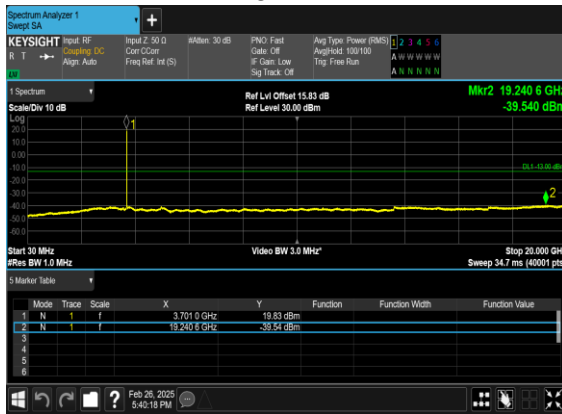 Spectrum Analyzer 1
Swept SA
KEYSIGHT Input: RF Input Z: 50 Ω #Atten: 30 dB PNO: Fast Avg Type: Power (RMS) 1 2 3 4 5 6
R T Coupling: DC Corr CCorr Gate: Off Avg|Hold: 100/100 A W W W W W
Align: Auto Freq Ref: Int (S) IF Gain: Low Trig: Free Run
Sig Track: Off A N N N N N
1 Spectrum Ref Lvl Offset 15.83 dB Mkr2 19.240 6 GHz
Scale/Div 10 dB Ref Level 30.00 dBm -39.540 dBm
Log
20.0 1
10.0
0.00
-10.0 DL1 -13.00 dBm
-20.0
-30.0 2
-40.0
-50.0
-60.0
Start 30 MHz Video BW 3.0 MHz* Stop 20.000 GH
#Res BW 1.0 MHz Sweep 34.7 ms (40001 pts
5 Marker Table
Mode Trace Scale X Y Function Function Width Function Value
1 N 1 f 3.701 0 GHz 19.83 dBm
2 N 1 f 19.240 6 GHz -39.54 dBm
3
4
5
6
? Feb 26, 2025
5:40:18 PM